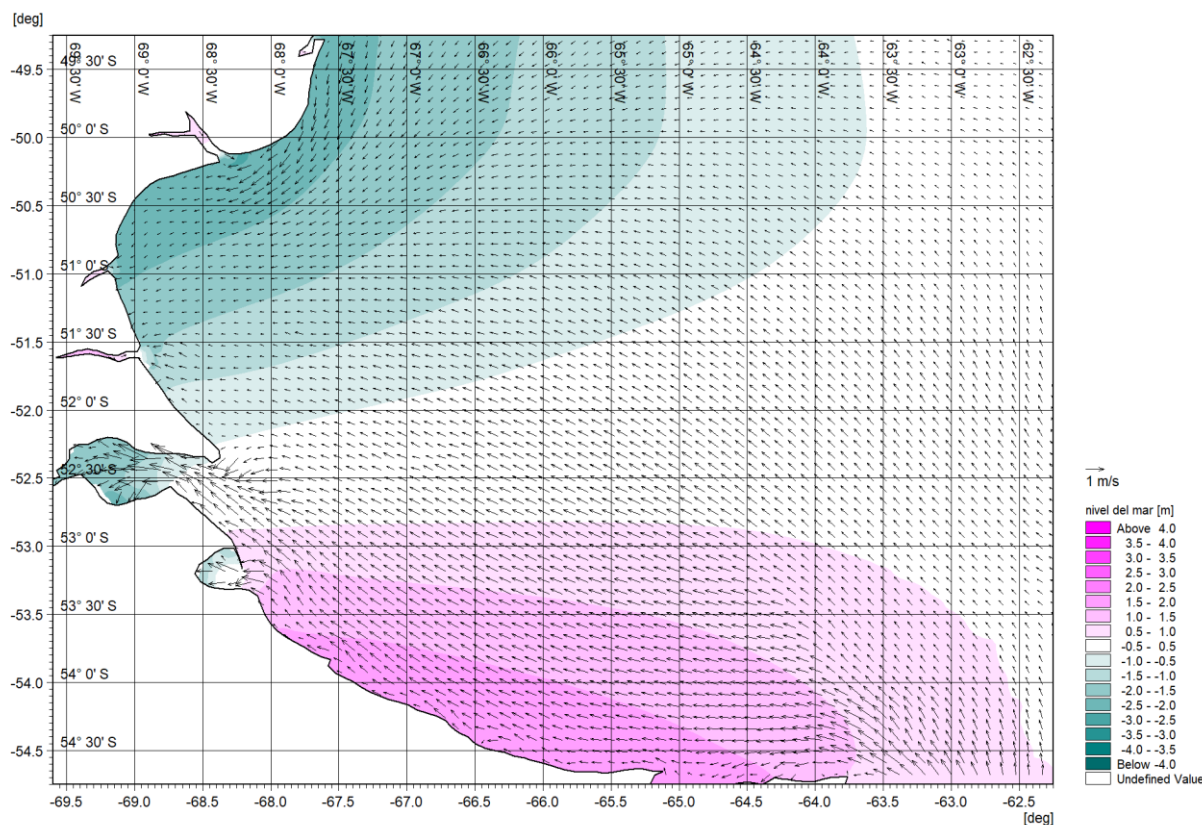 [deg]
69° 30' W
69° 0' W
68° 30' W
68° 0' W
67° 30' W
67° 0' W
66° 30' W
66° 0' W
65° 30' W
65° 0' W
64° 30' W
64° 0' W
63° 30' W
63° 0' W
62° 30' W
-49.5
49° 30' S
-50.0
50° 0' S
-50.5
50° 30' S
-51.0
51° 0' S
-51.5
51° 30' S
-52.0
52° 0' S
-52.5
52° 30' S
-53.0
53° 0' S
-53.5
53° 30' S
-54.0
54° 0' S
-54.5
54° 30' S
-69.5 -69.0 -68.5 -68.0 -67.5 -67.0 -66.5 -66.0 -65.5 -65.0 -64.5 -64.0 -63.5 -63.0 -62.5
[deg]
1 m/s
nivel del mar [m]
Above 4.0
3.5 - 4.0
3.0 - 3.5
2.5 - 3.0
2.0 - 2.5
1.5 - 2.0
1.0 - 1.5
0.5 - 1.0
-0.5 - 0.5
-1.0 - -0.5
-1.5 - -1.0
-2.0 - -1.5
-2.5 - -2.0
-3.0 - -2.5
-3.5 - -3.0
-4.0 - -3.5
Below -4.0
Undefined Value